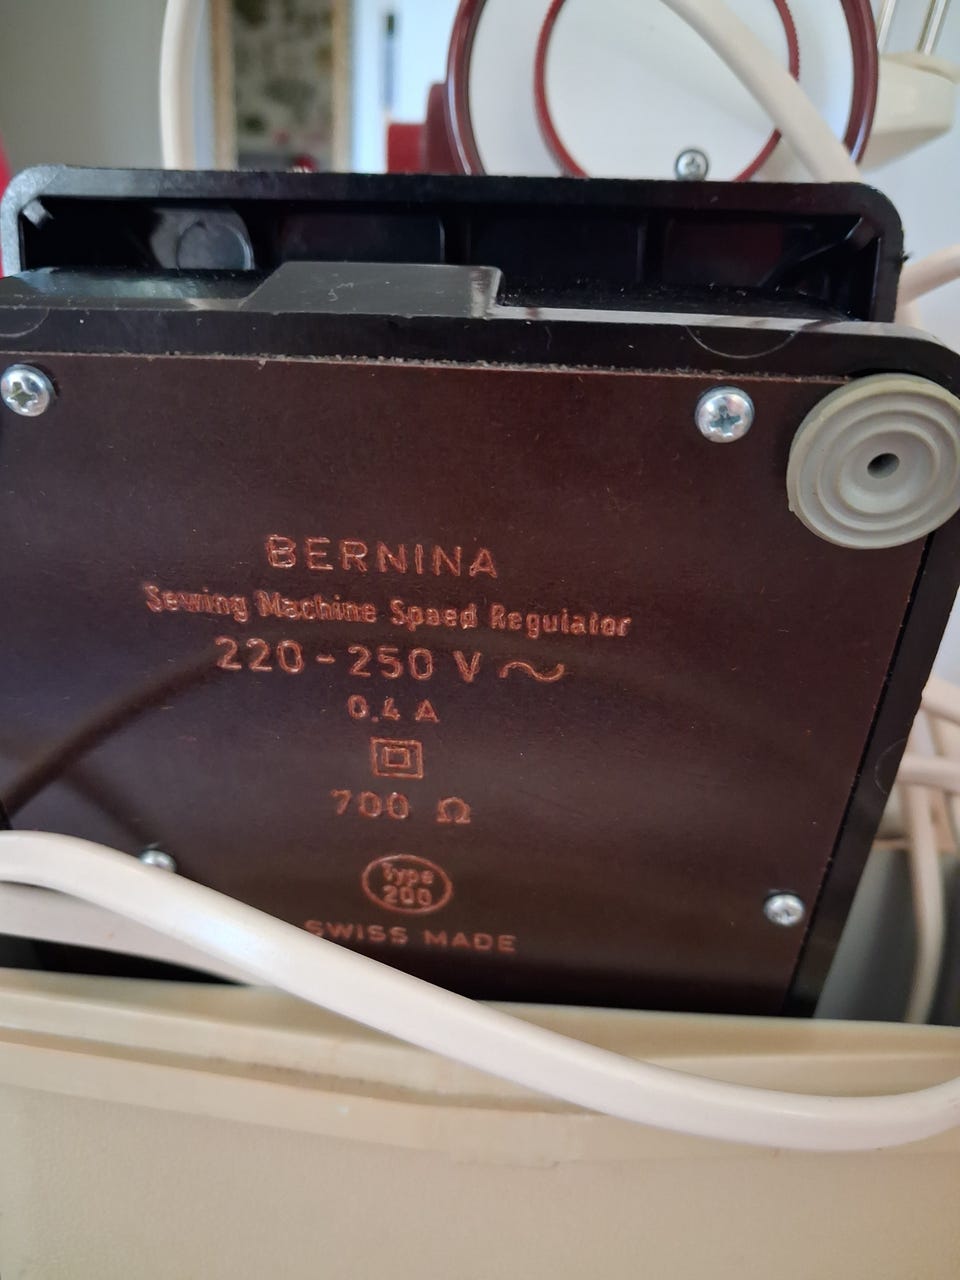 BERNINA
Sewing Machine Speed Regulator
220-250 V ~
0.4 A
700 Ω
Type
200
SWISS MADE